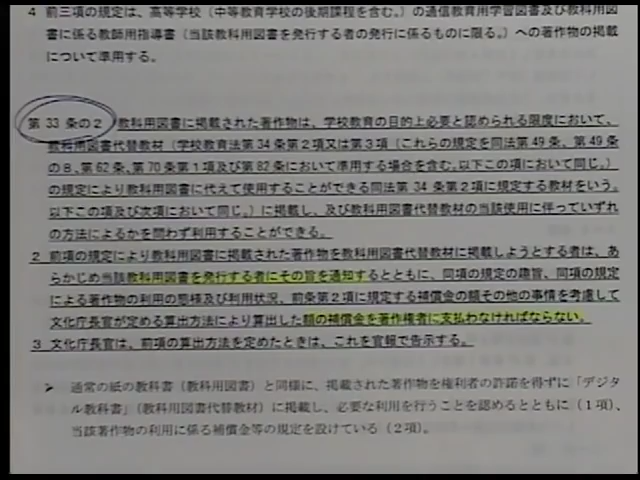 4 前三項の規定は、高等学校（中等教育学校の後期課程を含む。）の通信教育用学習図書及び教科用図
書に係る教師用指導書（当該教科用図書を発行する者の発行に係るものに限る。）への著作物の掲載
について準用する。
第 33 条の２ 教科用図書に掲載された著作物は、学校教育の目的上必要と認められる限度において、
教科用図書代替教材（学校教育法第 34 条第２項又は第３項（これらの規定を同法第 49 条、第 49 条
の８、第 62 条、第 70 条第１項及び第 82 条において準用する場合を含む。以下この項において同じ。）
の規定により教科用図書に代えて使用することができる同法第 34 条第２項に規定する教材をいう。
以下この項及び次項において同じ。）に掲載し、及び教科用図書代替教材の当該使用に伴っていずれ
の方法によるかを問わず利用することができる。
2 前項の規定により教科用図書に掲載された著作物を教科用図書代替教材に掲載しようとする者は、あ
らかじめ当該教科用図書を発行する者にその旨を通知するとともに、同項の規定の趣旨、同項の規定
による著作物の利用の態様及び利用状況、前条第２項に規定する補償金の額その他の事情を考慮して
文化庁長官が定める算出方法により算出した額の補償金を著作権者に支払わなければならない。
3 文化庁長官は、前項の算出方法を定めたときは、これを官報で告示する。
➤ 通常の紙の教科書（教科用図書）と同様に、掲載された著作物を権利者の許諾を得ずに「デジタ
ル教科書」（教科用図書代替教材）に掲載し、必要な利用を行うことを認めるとともに（１項）、
当該著作物の利用に係る補償金等の規定を設けている（２項）。